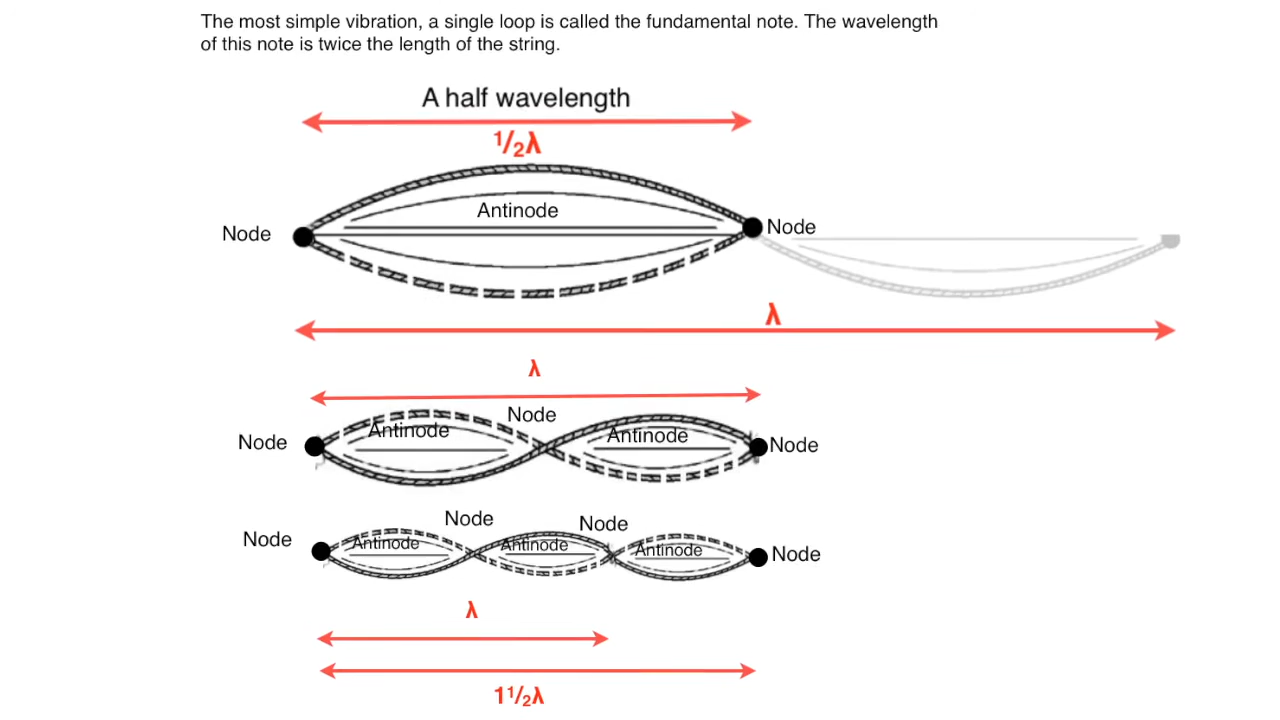 The most simple vibration, a single loop is called the fundamental note. The wavelength
of this note is twice the length of the string.
A half wavelength
1/2λ
Antinode
Node
Node
λ
λ
Node
Antinode
Antinode
Node
Node
Node
Node
Node
Antinode
Antinode
Antinode
Node
λ
1 1/2λ